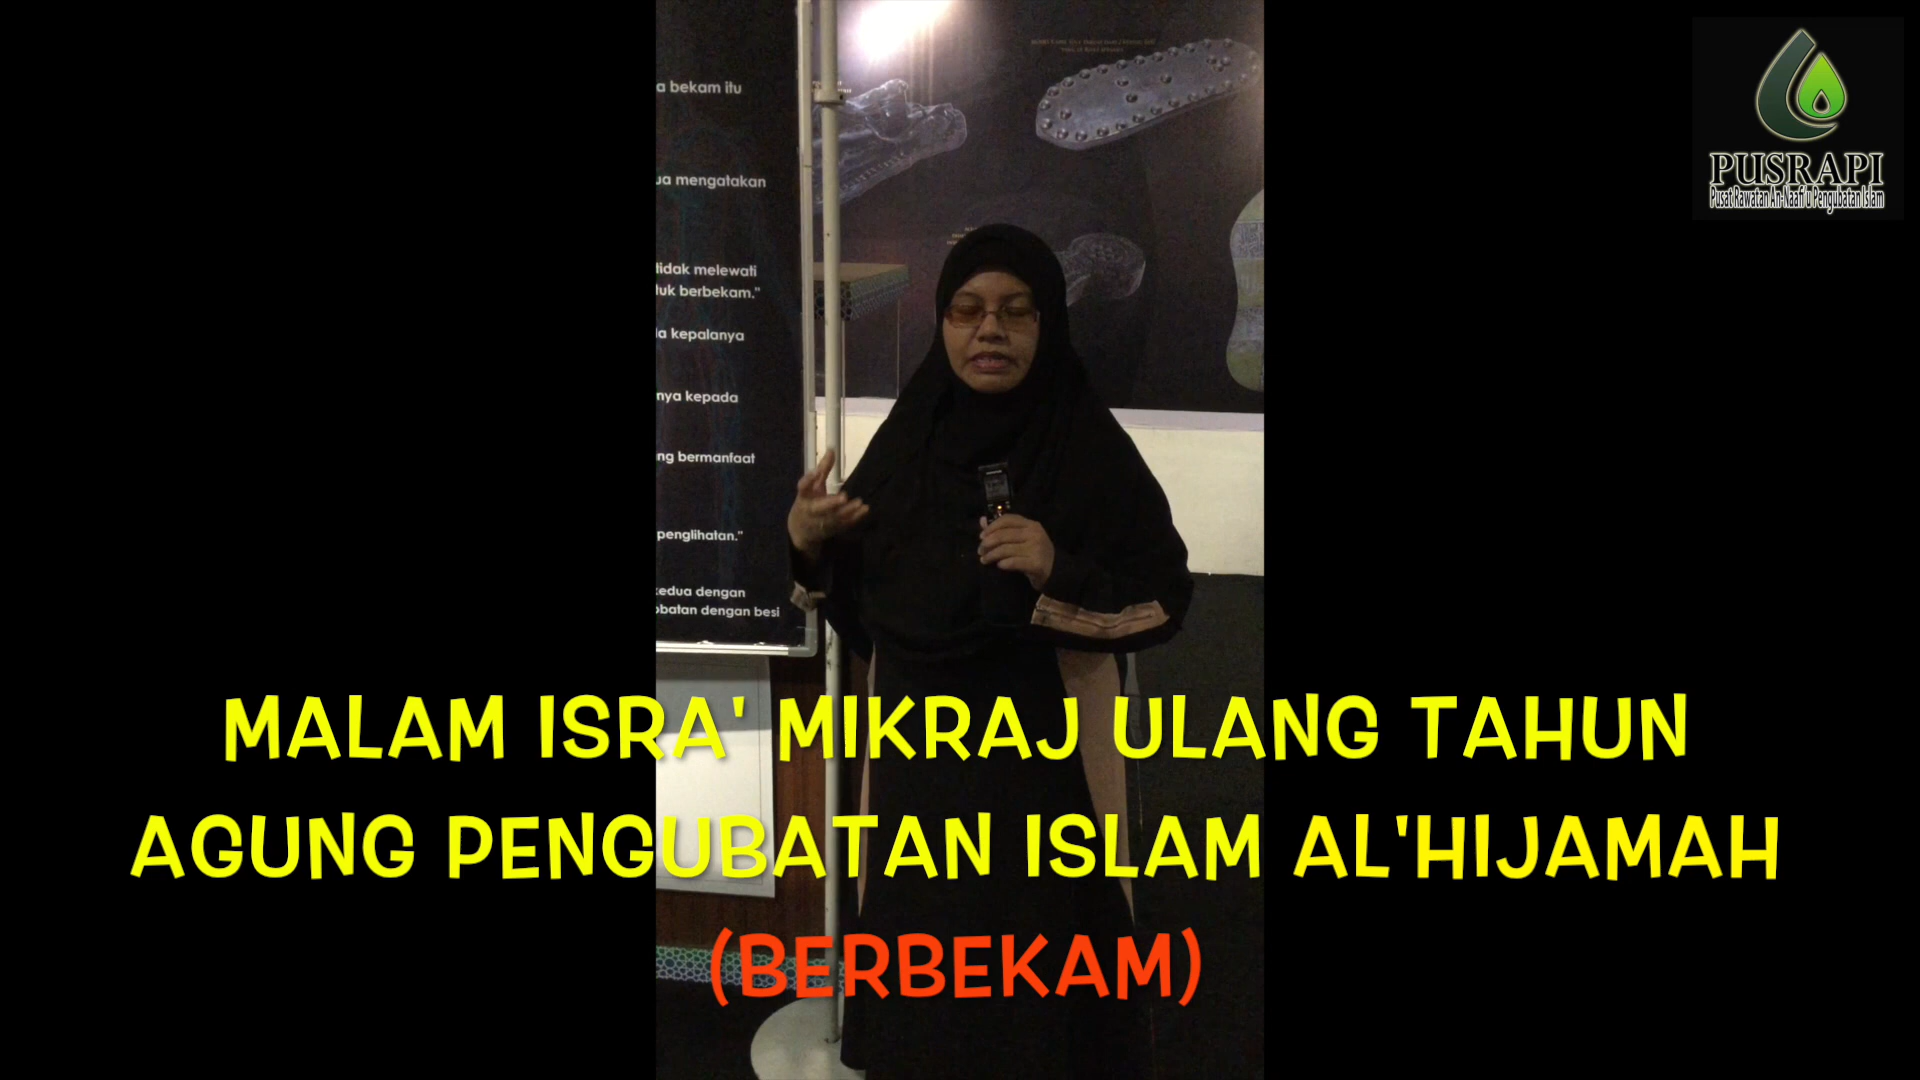 a bekam itu
ua mengatakan
tidak melewati
tuk berbekam."
a kepalanya
nya kepada
ng bermanfaat
penglihatan."
kedua dengan
obatan dengan besi
PUSRAPI
Pusat Rawatan An-Naafi'u Pengubatan Islam
MALAM ISRA' MIKRAJ ULANG TAHUN
AGUNG PENGUBATAN ISLAM AL'HIJAMAH
(BERBEKAM)